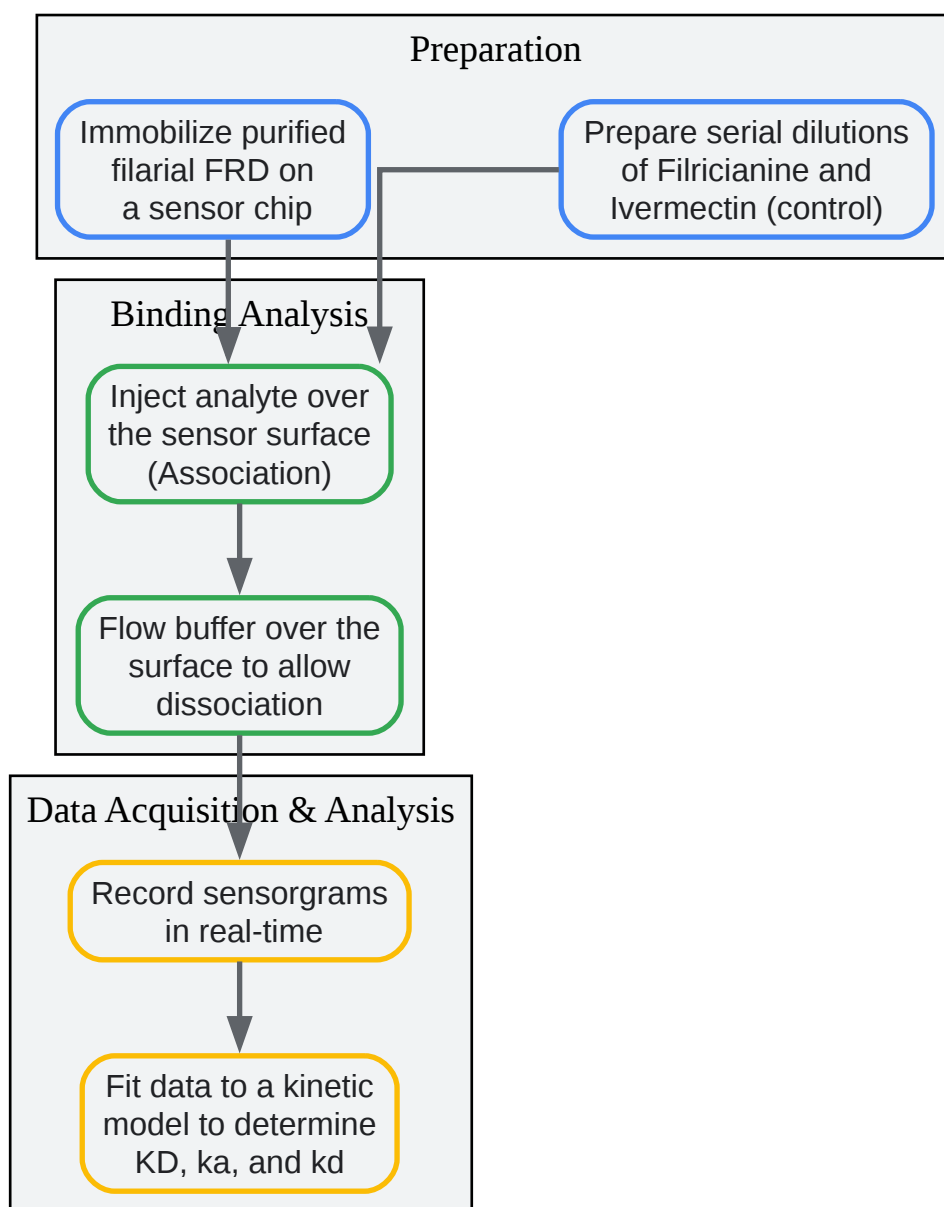 Preparation
Immobilize purified
filarial FRD on
a sensor chip
Prepare serial dilutions
of Filricianine and
Ivermectin (control)
Binding Analysis
Inject analyte over
the sensor surface
(Association)
Flow buffer over the
surface to allow
dissociation
Data Acquisition & Analysis
Record sensorgrams
in real-time
Fit data to a kinetic
model to determine
KD, ka, and kd